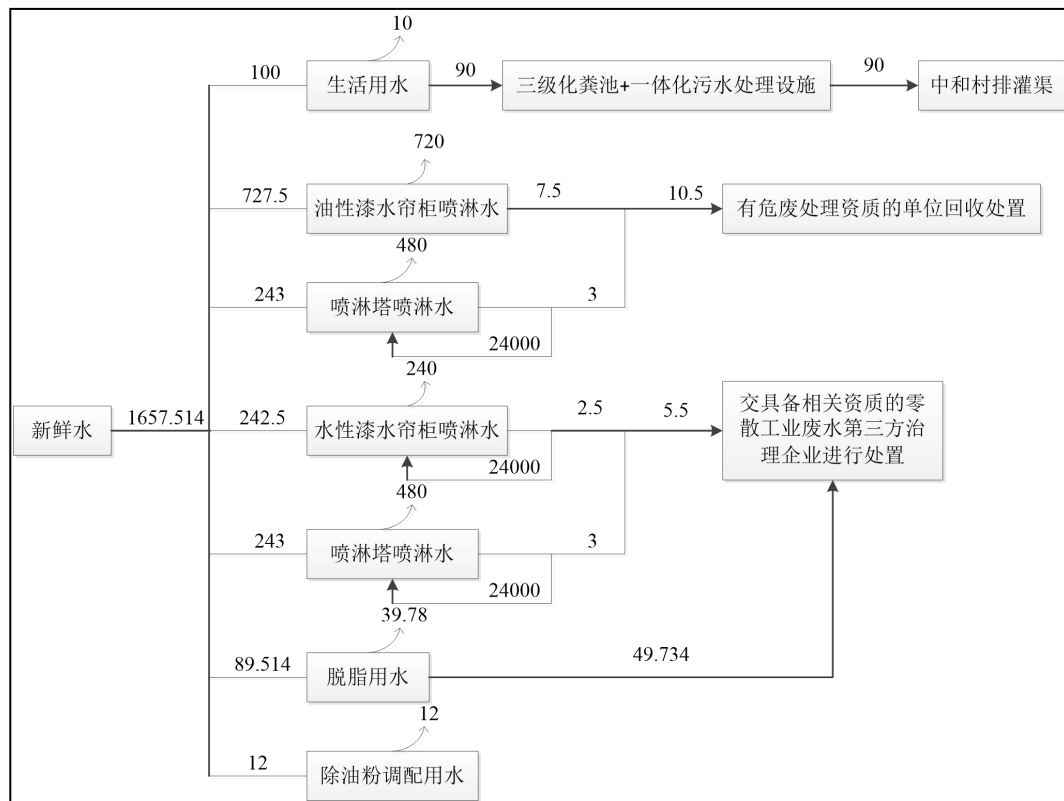 10
100
生活用水
90
三级化粪池+一体化污水处理设施
90
中和村排灌渠
720
727.5
油性漆水帘柜喷淋水
7.5
10.5
有危废处理资质的单位回收处置
480
243
喷淋塔喷淋水
3
24000
240
新鲜水
1657.514
242.5
水性漆水帘柜喷淋水
2.5
5.5
交具备相关资质的零
散工业废水第三方治
理企业进行处置
24000
480
243
喷淋塔喷淋水
3
24000
39.78
89.514
脱脂用水
49.734
12
12
除油粉调配用水